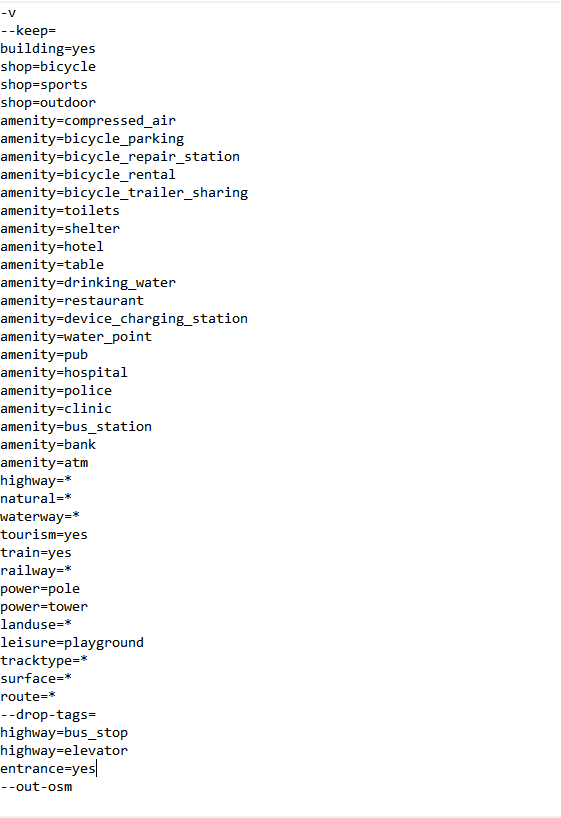 -v
--keep=
building=yes
shop=bicycle
shop=sports
shop=outdoor
amenity=compressed_air
amenity=bicycle_parking
amenity=bicycle_repair_station
amenity=bicycle_rental
amenity=bicycle_trailer_sharing
amenity=toilets
amenity=shelter
amenity=hotel
amenity=table
amenity=drinking_water
amenity=restaurant
amenity=device_charging_station
amenity=water_point
amenity=pub
amenity=hospital
amenity=police
amenity=clinic
amenity=bus_station
amenity=bank
amenity=atm
highway=*
natural=*
waterway=*
tourism=yes
train=yes
railway=*
power=pole
power=tower
landuse=*
leisure=playground
tracktype=*
surface=*
route=*
--drop-tags=
highway=bus_stop
highway=elevator
entrance=yes
--out-osm